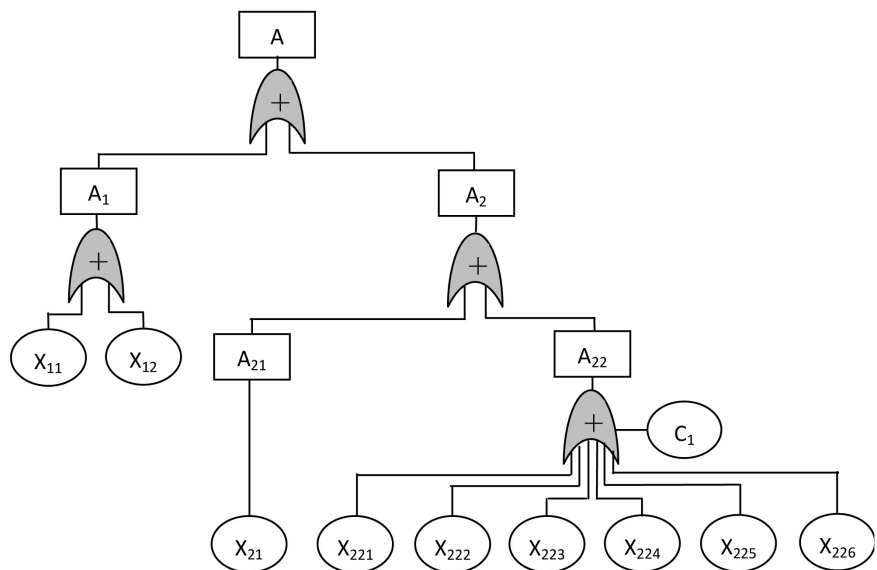 A
+
A₁
A₂
+
+
X₁₁
X₁₂
A₂₁
A₂₂
+
C₁
X₂₁
X₂₂₁
X₂₂₂
X₂₂₃
X₂₂₄
X₂₂₅
X₂₂₆